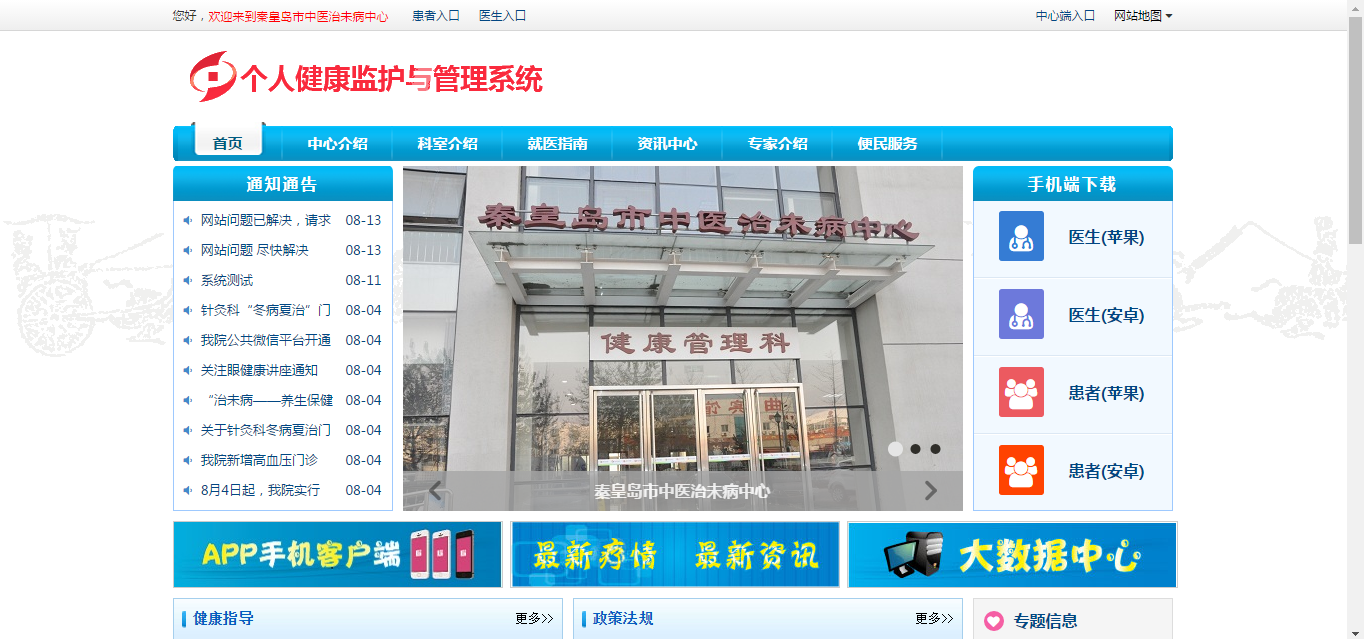 您好，欢迎来到秦皇岛市中医治未病中心 患者入口 医生入口 中心端入口 网站地图
个人健康监护与管理系统
首页 中心介绍 科室介绍 就医指南 资讯中心 专家介绍 便民服务
通知通告
网站问题已解决，请求 08-13
网站问题 尽快解决 08-13
系统测试 08-11
针灸科“冬病夏治”门 08-04
我院公共微信平台开通 08-04
关注眼健康讲座通知 08-04
“治未病——养生保健 08-04
关于针灸科冬病夏治门 08-04
我院新增高血压门诊 08-04
8月4日起，我院实行 08-04
秦皇岛市中医治未病中心
健康管理科
秦皇岛市中医治未病中心
手机端下载
医生(苹果)
医生(安卓)
患者(苹果)
患者(安卓)
APP手机客户端
最新疗情 最新资讯
大数据中心
健康指导 更多>>
政策法规 更多>>
专题信息